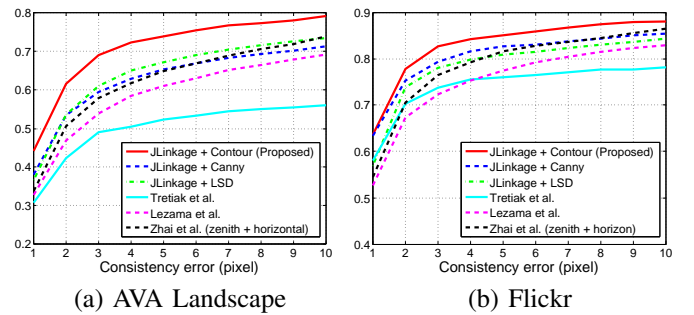 0.8
0.7
0.6
0.5
0.4
0.3
0.2
1 2 3 4 5 6 7 8 9 10
Consistency error (pixel)
JLinkage + Contour (Proposed)
JLinkage + Canny
JLinkage + LSD
Tretiak et al.
Lezama et al.
Zhai et al. (zenith + horizontal)
(a) AVA Landscape
0.9
0.8
0.7
0.6
0.5
0.4
1 2 3 4 5 6 7 8 9 10
Consistency error (pixel)
JLinkage + Contour (Proposed)
JLinkage + Canny
JLinkage + LSD
Tretiak et al.
Lezama et al.
Zhai et al. (zenith + horizon)
(b) Flickr